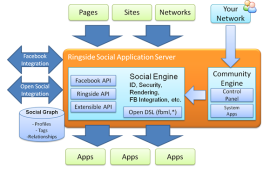 Pages
Sites
Networks
Your
Network
Facebook
Integration
Open Social
Integration
Social Graph
- Profiles
- Tags
-Relationships
Ringside Social Application Server
Facebook API
Ringside API
Extensible API
Social Engine
ID, Security,
Rendering,
FB Integration, etc.
Open DSL (fbml,*)
Community
Engine
Control
Panel
System
Apps
Apps
Apps
Apps